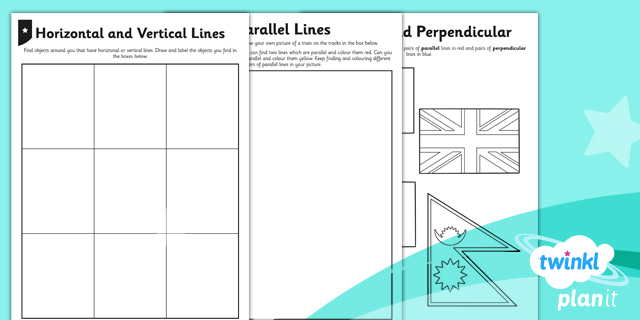 Horizontal and Vertical Lines
Find objects around you that have horizontal or vertical lines. Draw and label the objects you find in
the boxes below.
arallel Lines
your own picture of a train on the tracks in the box below.
can find two lines which are parallel and colour them red. Can you
parallel and colour them yellow. Keep finding and colouring different
of parallel lines in your picture.
d Perpendicular
pairs of parallel lines in red and pairs of perpendicular
lines in blue.
twinkl
planit